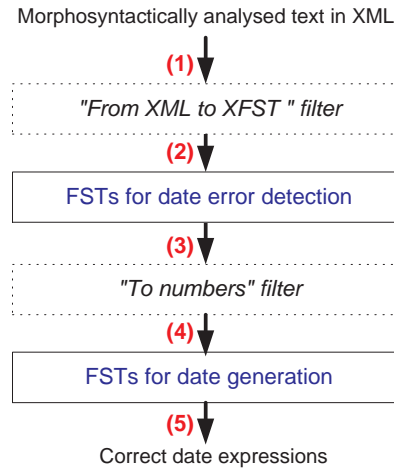 Morphosyntactically analysed text in XML
(1)
"From XML to XFST " filter
(2)
FSTs for date error detection
(3)
"To numbers" filter
(4)
FSTs for date generation
(5)
Correct date expressions